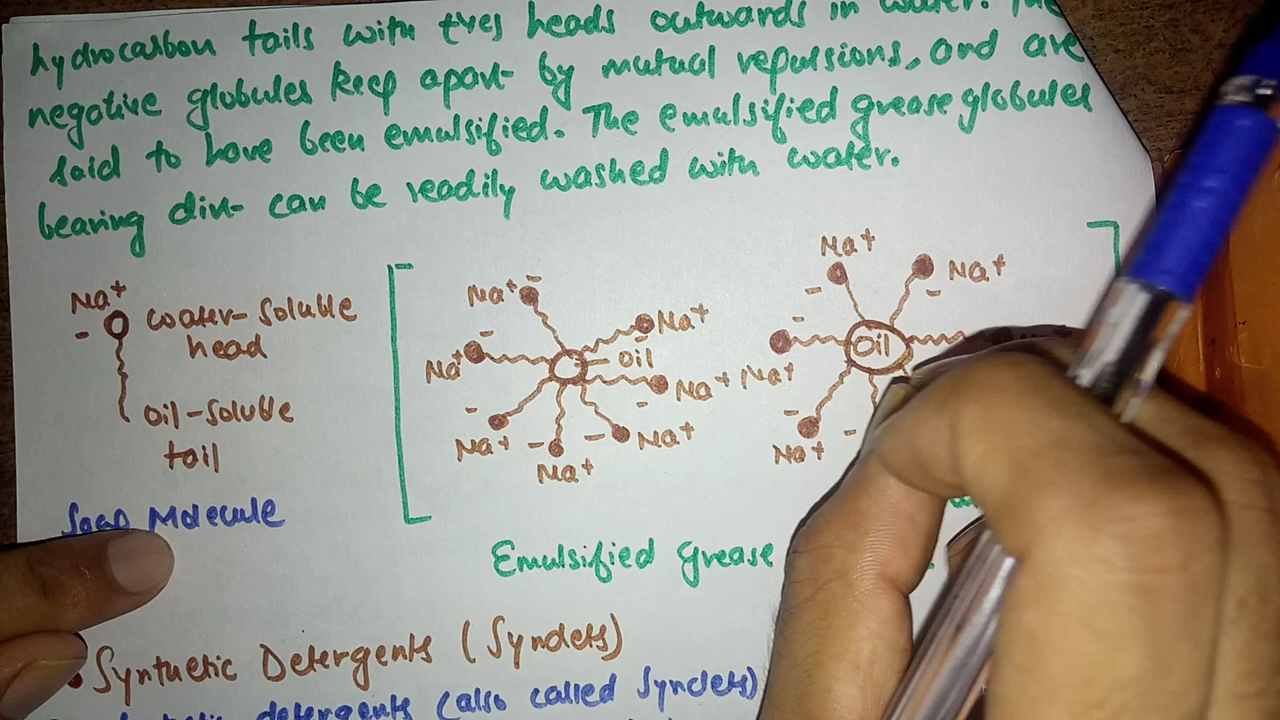 hydrocarbon tails with tves heads outwards in water. The
negative globules keep apart by mutual repulsions, and are
said to have been emulsified. The emulsified grease globules
bearing dirt can be readily washed with water.
Na+
-
water-soluble
head
oil-soluble
tail
Soap Molecule
Na+ -
- Na+
Na+ -
oil -
- Na+
Na+ -
- Na+
- Na+
Na+ -
- Na+
Na+ -
Oil
- Na+
- Na+
-
Emulsified Grease
Synthetic Detergents (Syndets)
detergents (also called Syndets)